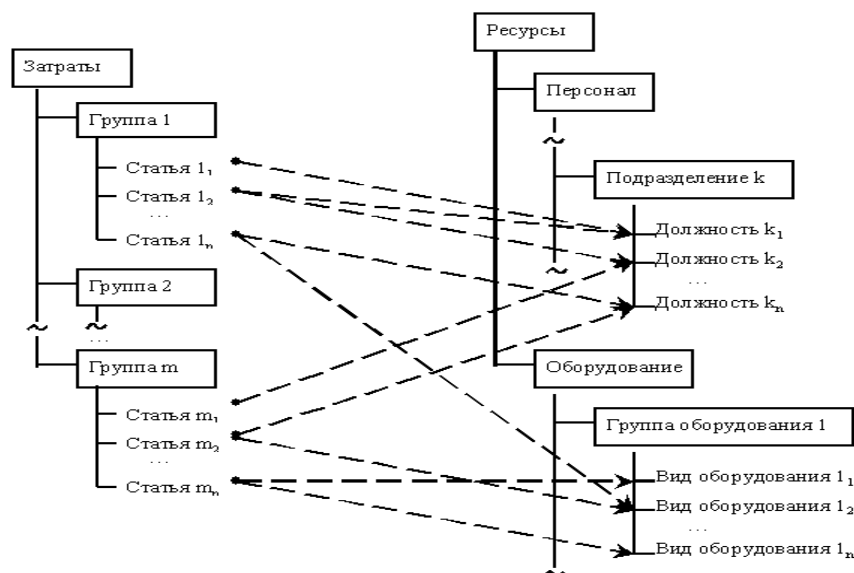 Затраты
Группа 1
Статья 1₁
Статья 1₂
...
Статья 1ₙ
Группа 2
...
Группа m
Статья m₁
Статья m₂
...
Статья mₙ
Ресурсы
Персонал
Подразделение k
Должность k₁
Должность k₂
...
Должность kₙ
Оборудование
Группа оборудования 1
Вид оборудования 1₁
Вид оборудования 1₂
...
Вид оборудования 1ₙ